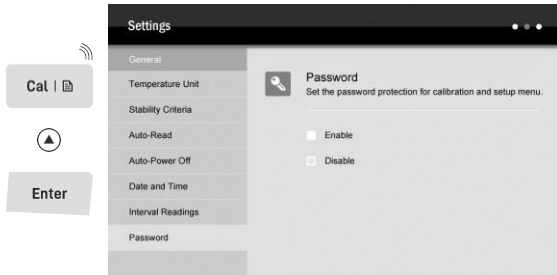 Settings
General
Cal
Temperature Unit
Stability Criteria
Auto-Read
Auto-Power Off
Enter
Date and Time
Interval Readings
Password
Password
Set the password protection for calibration and setup menu.
Enable
Disable